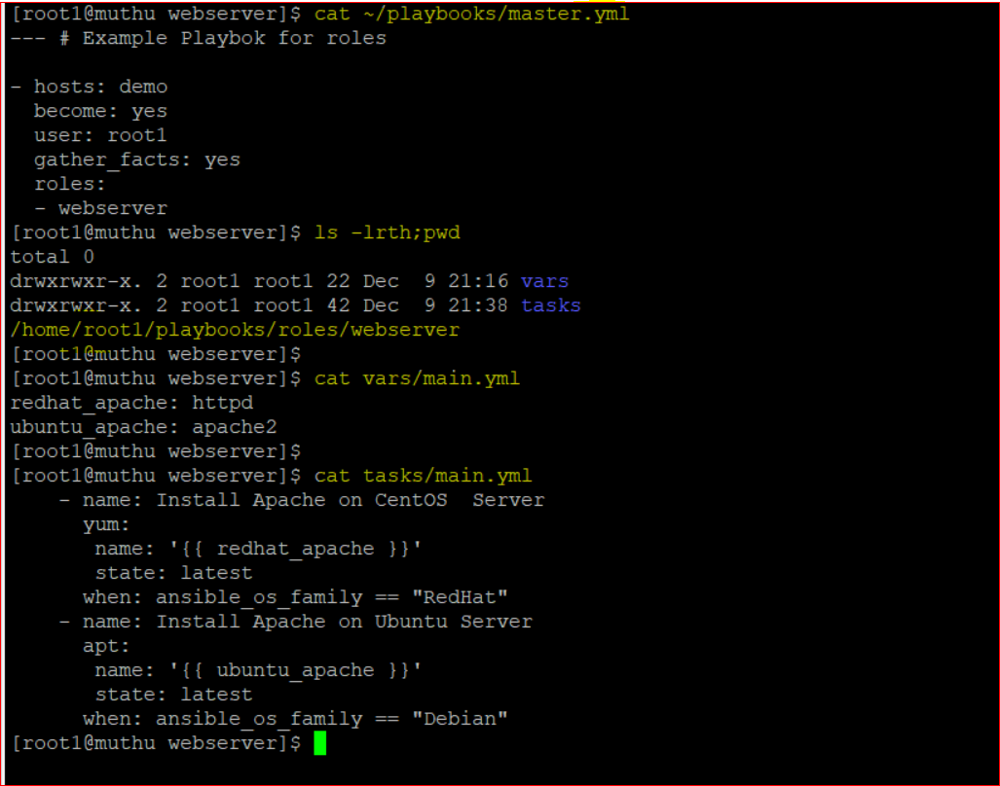 [root1@muthu webserver]$ cat ~/playbooks/master.yml
--- # Example Playbok for roles
- hosts: demo
  become: yes
  user: root1
  gather_facts: yes
  roles:
  - webserver
[root1@muthu webserver]$ ls -lrth;pwd
total 0
drwxrwxr-x. 2 root1 root1 22 Dec  9 21:16 vars
drwxrwxr-x. 2 root1 root1 42 Dec  9 21:38 tasks
/home/root1/playbooks/roles/webserver
[root1@muthu webserver]$
[root1@muthu webserver]$ cat vars/main.yml
redhat_apache: httpd
ubuntu_apache: apache2
[root1@muthu webserver]$
[root1@muthu webserver]$ cat tasks/main.yml
    - name: Install Apache on CentOS  Server
      yum:
       name: '{{ redhat_apache }}'
       state: latest
      when: ansible_os_family == "RedHat"
    - name: Install Apache on Ubuntu Server
      apt:
       name: '{{ ubuntu_apache }}'
       state: latest
      when: ansible_os_family == "Debian"
[root1@muthu webserver]$